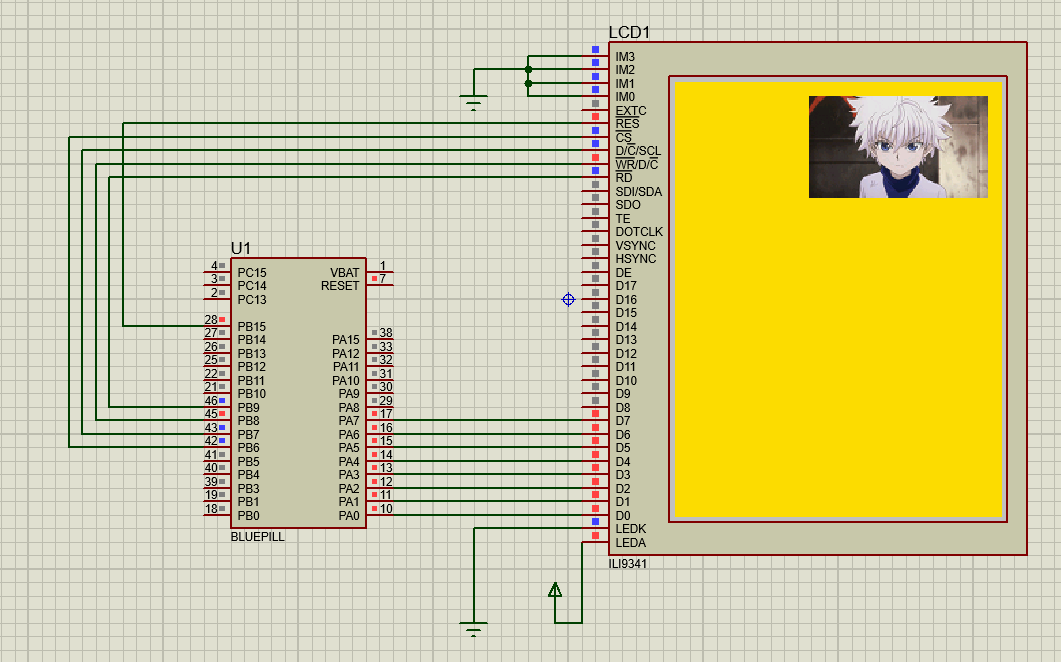 LCD1
IM3
IM2
IM1
IM0
EXTC
RES
CS
D/C/SCL
WR/D/C
RD
SDI/SDA
SDO
TE
DOTCLK
VSYNC
HSYNC
DE
D17
D16
D15
D14
D13
D12
D11
D10
D9
D8
D7
D6
D5
D4
D3
D2
D1
D0
LEDK
LEDA
ILI9341
U1
4 PC15 VBAT 1
3 PC14 RESET 7
2 PC13
28 PB15
27 PB14 PA15 38
26 PB13 PA12 33
25 PB12 PA11 32
22 PB11 PA10 31
21 PB10 PA9 30
46 PB9 PA8 29
45 PB8 PA7 17
43 PB7 PA6 16
42 PB6 PA5 15
41 PB5 PA4 14
40 PB4 PA3 13
39 PB3 PA2 12
19 PB1 PA1 11
18 PB0 PA0 10
BLUEPILL